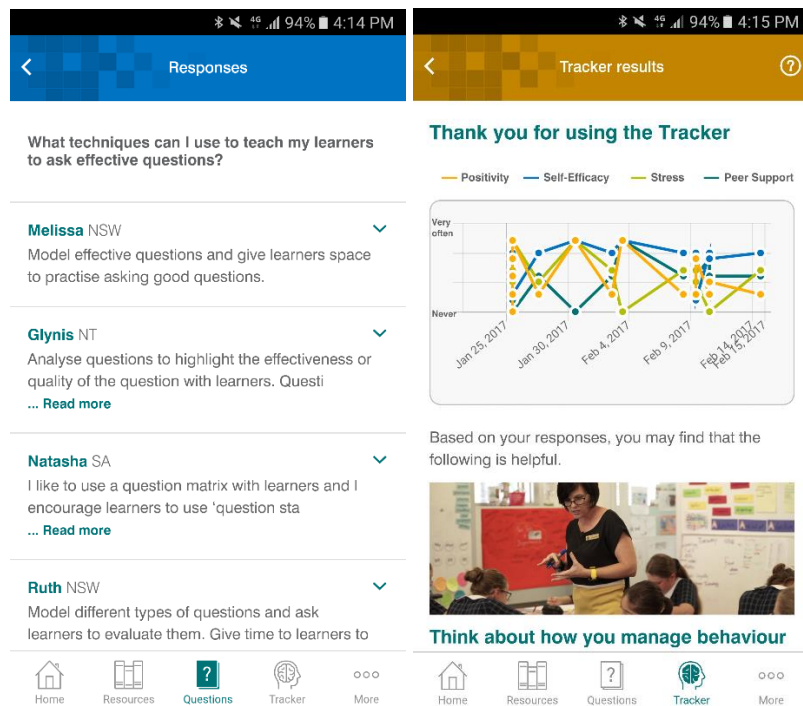 4G 94% 4:14 PM
Responses
What techniques can I use to teach my learners
to ask effective questions?
Melissa NSW
Model effective questions and give learners space
to practise asking good questions.
Glynis NT
Analyse questions to highlight the effectiveness or
quality of the question with learners. Questi
... Read more
Natasha SA
I like to use a question matrix with learners and I
encourage learners to use ‘question sta
... Read more
Ruth NSW
Model different types of questions and ask
learners to evaluate them. Give time to learners to
Home Resources Questions Tracker More
4G 94% 4:15 PM
Tracker results
Thank you for using the Tracker
Positivity Self-Efficacy Stress Peer Support
Very
often
Never
Jan 25, 2017 Jan 30, 2017 Feb 4, 2017 Feb 9, 2017 Feb 14, 2017 Feb 15, 2017
Based on your responses, you may find that the
following is helpful.
Think about how you manage behaviour
Home Resources Questions Tracker More